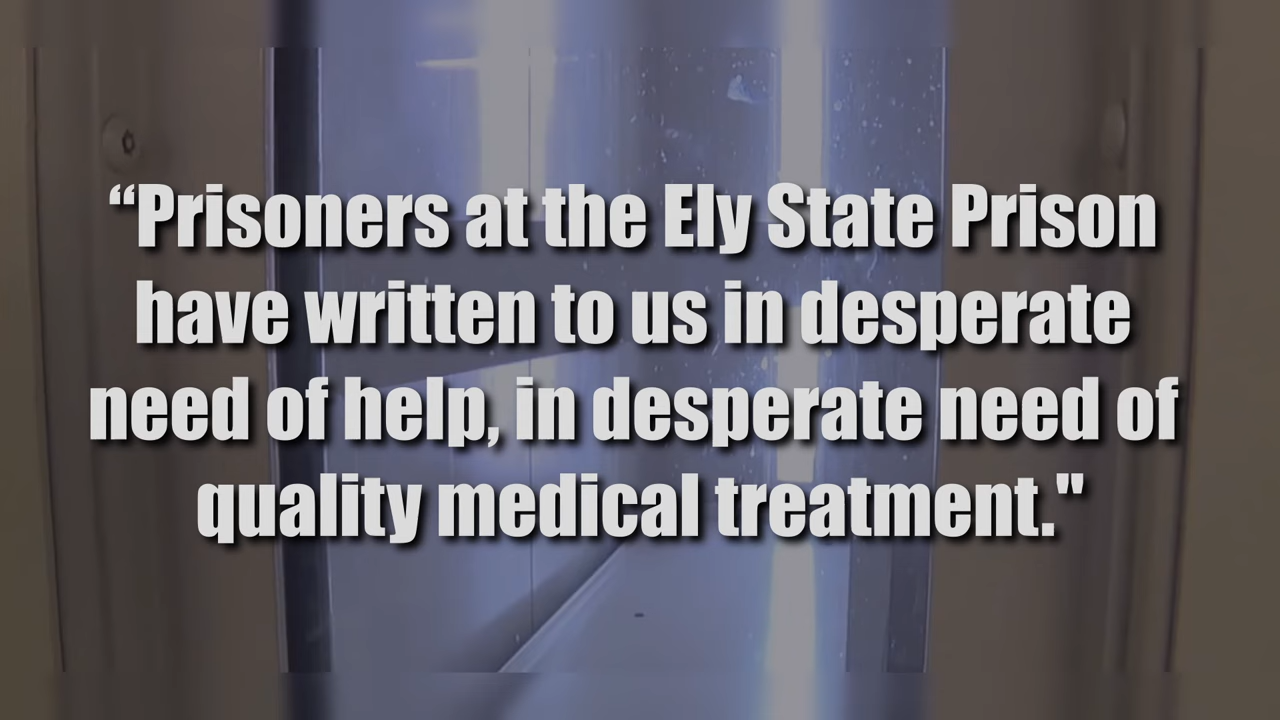 “Prisoners at the Ely State Prison
have written to us in desperate
need of help, in desperate need of
quality medical treatment."